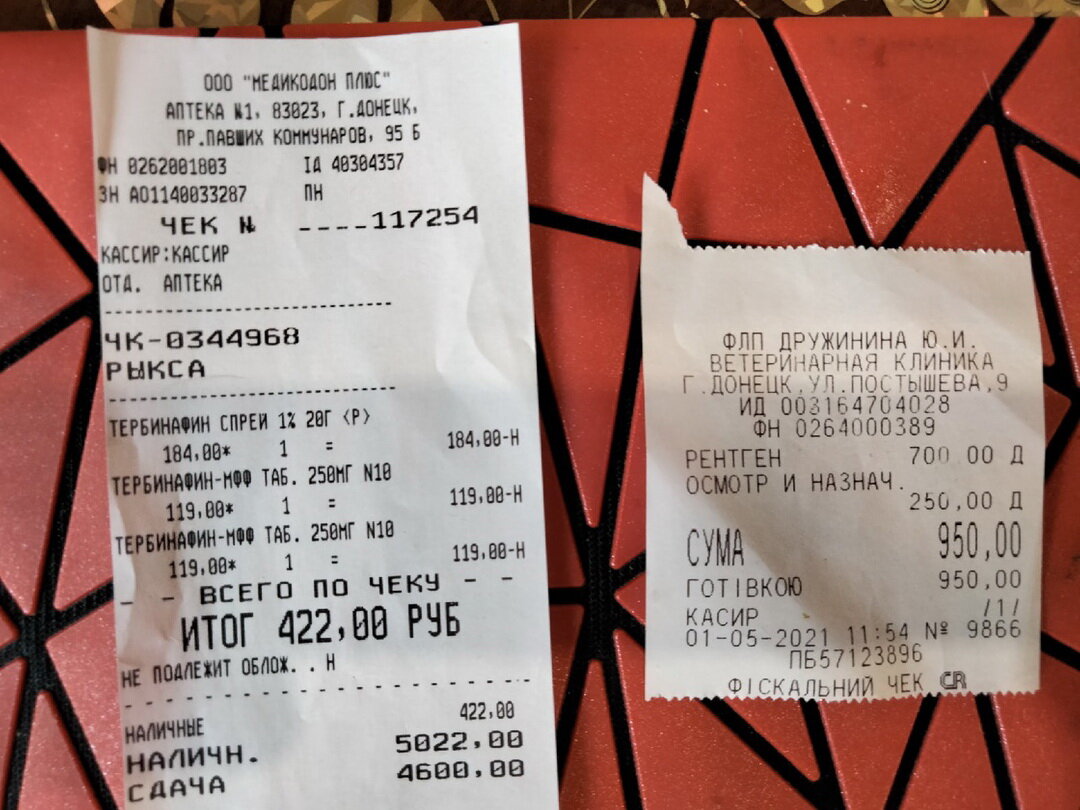 ООО "МЕДИКОДОН ПЛЮС"
АПТЕКА №1, 83023, Г.ДОНЕЦК,
ПР.ПАВШИХ КОММУНАРОВ, 95 Б
ФН 0262001803 ІД 40304357
ЗН АО1140033287 ПН
ЧЕК № ____117254
КАССИР:КАССИР
ОТД. АПТЕКА
ЧК-0344968
РЫКСА
ТЕРБИНАФИН СПРЕЙ 1% 20Г <Р>
184,00* 1 = 184,00-Н
ТЕРБИНАФИН-МФФ ТАБ. 250МГ N10
119,00* 1 = 119,00-Н
ТЕРБИНАФИН-МФФ ТАБ. 250МГ N10
119,00* 1 = 119,00-Н
- - ВСЕГО ПО ЧЕКУ - -
ИТОГ 422,00 РУБ
НЕ ПОДЛЕЖИТ ОБЛОЖ. . Н
НАЛИЧНЫЕ 422,00
НАЛИЧН. 5022,00
СДАЧА 4600,00
ФЛП ДРУЖИНИНА Ю.И.
ВЕТЕРИНАРНАЯ КЛИНИКА
Г.ДОНЕЦК,УЛ.ПОСТЫШЕВА,9
ИД 003164704028
ФН 0264000389
РЕНТГЕН 700,00 Д
ОСМОТР И НАЗНАЧ.
250,00 Д
СУМА 950,00
ГОТІВКОЮ 950,00
КАСИР /1/
01-05-2021 11:54 № 9866
ПБ57123896
ФІСКАЛЬНИЙ ЧЕК CR